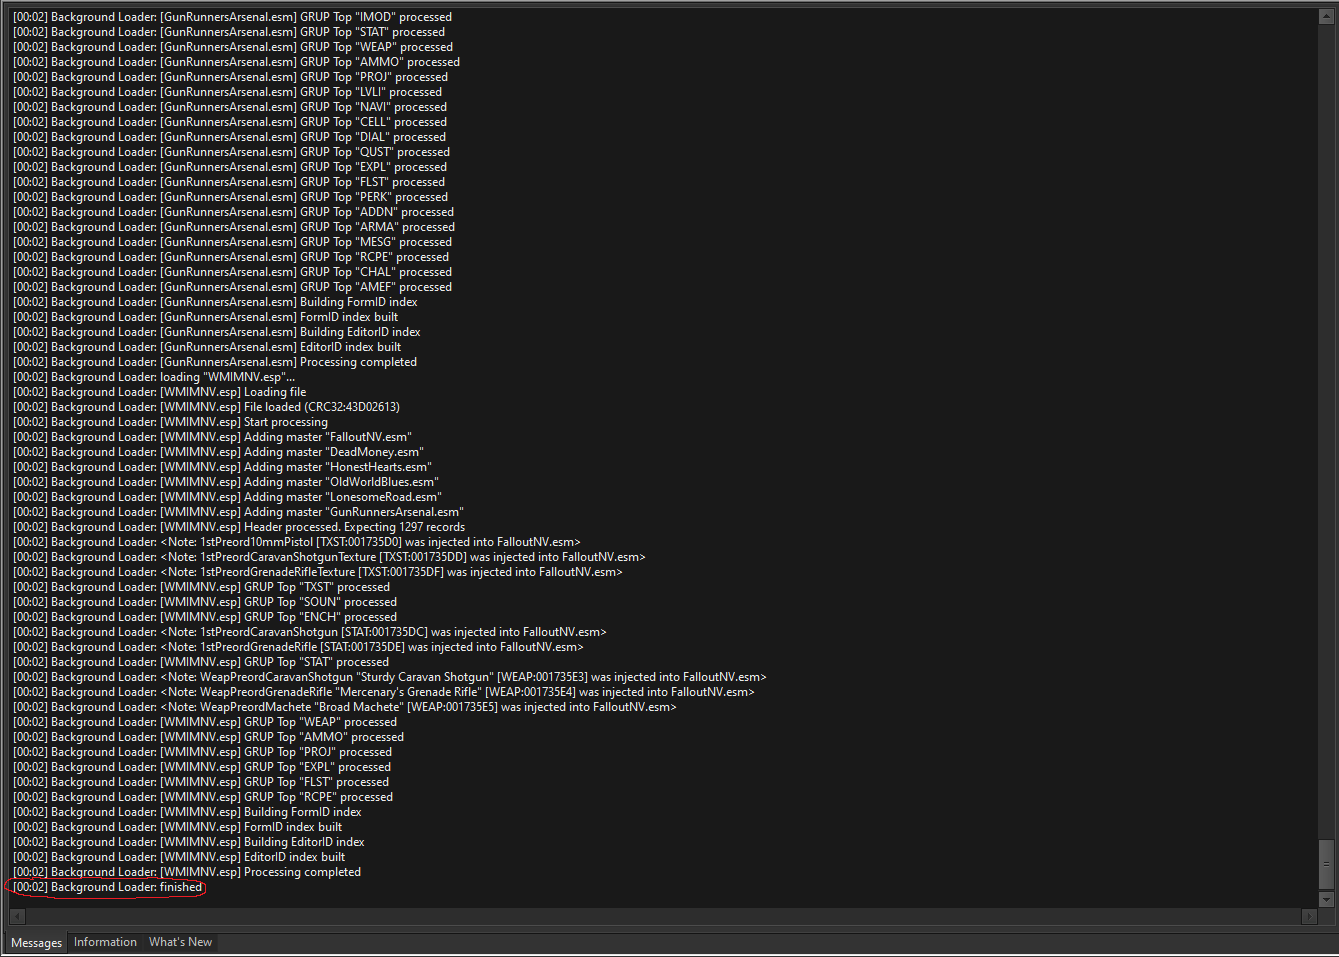 [00:02] Background Loader: [GunRunnersArsenal.esm] GRUP Top "IMOD" processed
[00:02] Background Loader: [GunRunnersArsenal.esm] GRUP Top "STAT" processed
[00:02] Background Loader: [GunRunnersArsenal.esm] GRUP Top "WEAP" processed
[00:02] Background Loader: [GunRunnersArsenal.esm] GRUP Top "AMMO" processed
[00:02] Background Loader: [GunRunnersArsenal.esm] GRUP Top "PROJ" processed
[00:02] Background Loader: [GunRunnersArsenal.esm] GRUP Top "LVLI" processed
[00:02] Background Loader: [GunRunnersArsenal.esm] GRUP Top "NAVI" processed
[00:02] Background Loader: [GunRunnersArsenal.esm] GRUP Top "CELL" processed
[00:02] Background Loader: [GunRunnersArsenal.esm] GRUP Top "DIAL" processed
[00:02] Background Loader: [GunRunnersArsenal.esm] GRUP Top "QUST" processed
[00:02] Background Loader: [GunRunnersArsenal.esm] GRUP Top "EXPL" processed
[00:02] Background Loader: [GunRunnersArsenal.esm] GRUP Top "FLST" processed
[00:02] Background Loader: [GunRunnersArsenal.esm] GRUP Top "PERK" processed
[00:02] Background Loader: [GunRunnersArsenal.esm] GRUP Top "ADDN" processed
[00:02] Background Loader: [GunRunnersArsenal.esm] GRUP Top "ARMA" processed
[00:02] Background Loader: [GunRunnersArsenal.esm] GRUP Top "MESG" processed
[00:02] Background Loader: [GunRunnersArsenal.esm] GRUP Top "RCPE" processed
[00:02] Background Loader: [GunRunnersArsenal.esm] GRUP Top "CHAL" processed
[00:02] Background Loader: [GunRunnersArsenal.esm] GRUP Top "AMEF" processed
[00:02] Background Loader: [GunRunnersArsenal.esm] Building FormID index
[00:02] Background Loader: [GunRunnersArsenal.esm] FormID index built
[00:02] Background Loader: [GunRunnersArsenal.esm] Building EditorID index
[00:02] Background Loader: [GunRunnersArsenal.esm] EditorID index built
[00:02] Background Loader: [GunRunnersArsenal.esm] Processing completed
[00:02] Background Loader: loading "WMIMNV.esp"...
[00:02] Background Loader: [WMIMNV.esp] Loading file
[00:02] Background Loader: [WMIMNV.esp] File loaded (CRC32:43D02613)
[00:02] Background Loader: [WMIMNV.esp] Start processing
[00:02] Background Loader: [WMIMNV.esp] Adding master "FalloutNV.esm"
[00:02] Background Loader: [WMIMNV.esp] Adding master "DeadMoney.esm"
[00:02] Background Loader: [WMIMNV.esp] Adding master "HonestHearts.esm"
[00:02] Background Loader: [WMIMNV.esp] Adding master "OldWorldBlues.esm"
[00:02] Background Loader: [WMIMNV.esp] Adding master "LonesomeRoad.esm"
[00:02] Background Loader: [WMIMNV.esp] Adding master "GunRunnersArsenal.esm"
[00:02] Background Loader: [WMIMNV.esp] Header processed. Expecting 1297 records
[00:02] Background Loader: <Note: 1stPreord10mmPistol [TXST:001735D0] was injected into FalloutNV.esm>
[00:02] Background Loader: <Note: 1stPreordCaravanShotgunTexture [TXST:001735DD] was injected into FalloutNV.esm>
[00:02] Background Loader: <Note: 1stPreordGrenadeRifleTexture [TXST:001735DF] was injected into FalloutNV.esm>
[00:02] Background Loader: [WMIMNV.esp] GRUP Top "TXST" processed
[00:02] Background Loader: [WMIMNV.esp] GRUP Top "SOUN" processed
[00:02] Background Loader: [WMIMNV.esp] GRUP Top "ENCH" processed
[00:02] Background Loader: <Note: 1stPreordCaravanShotgun [STAT:001735DC] was injected into FalloutNV.esm>
[00:02] Background Loader: <Note: 1stPreordGrenadeRifle [STAT:001735DE] was injected into FalloutNV.esm>
[00:02] Background Loader: [WMIMNV.esp] GRUP Top "STAT" processed
[00:02] Background Loader: <Note: WeapPreordCaravanShotgun "Sturdy Caravan Shotgun" [WEAP:001735E3] was injected into FalloutNV.esm>
[00:02] Background Loader: <Note: WeapPreordGrenadeRifle "Mercenary's Grenade Rifle" [WEAP:001735E4] was injected into FalloutNV.esm>
[00:02] Background Loader: <Note: WeapPreordMachete "Broad Machete" [WEAP:001735E5] was injected into FalloutNV.esm>
[00:02] Background Loader: [WMIMNV.esp] GRUP Top "WEAP" processed
[00:02] Background Loader: [WMIMNV.esp] GRUP Top "AMMO" processed
[00:02] Background Loader: [WMIMNV.esp] GRUP Top "PROJ" processed
[00:02] Background Loader: [WMIMNV.esp] GRUP Top "EXPL" processed
[00:02] Background Loader: [WMIMNV.esp] GRUP Top "FLST" processed
[00:02] Background Loader: [WMIMNV.esp] GRUP Top "RCPE" processed
[00:02] Background Loader: [WMIMNV.esp] Building FormID index
[00:02] Background Loader: [WMIMNV.esp] FormID index built
[00:02] Background Loader: [WMIMNV.esp] Building EditorID index
[00:02] Background Loader: [WMIMNV.esp] EditorID index built
[00:02] Background Loader: [WMIMNV.esp] Processing completed
[00:02] Background Loader: finished
Messages Information What's New